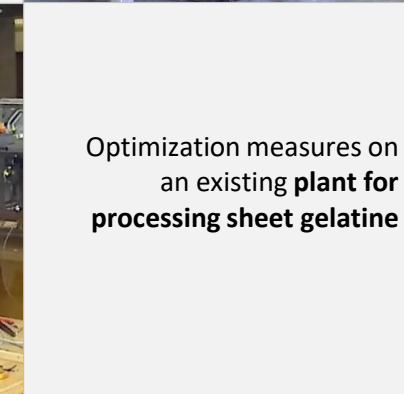 Optimization measures on
an existing plant for
processing sheet gelatine